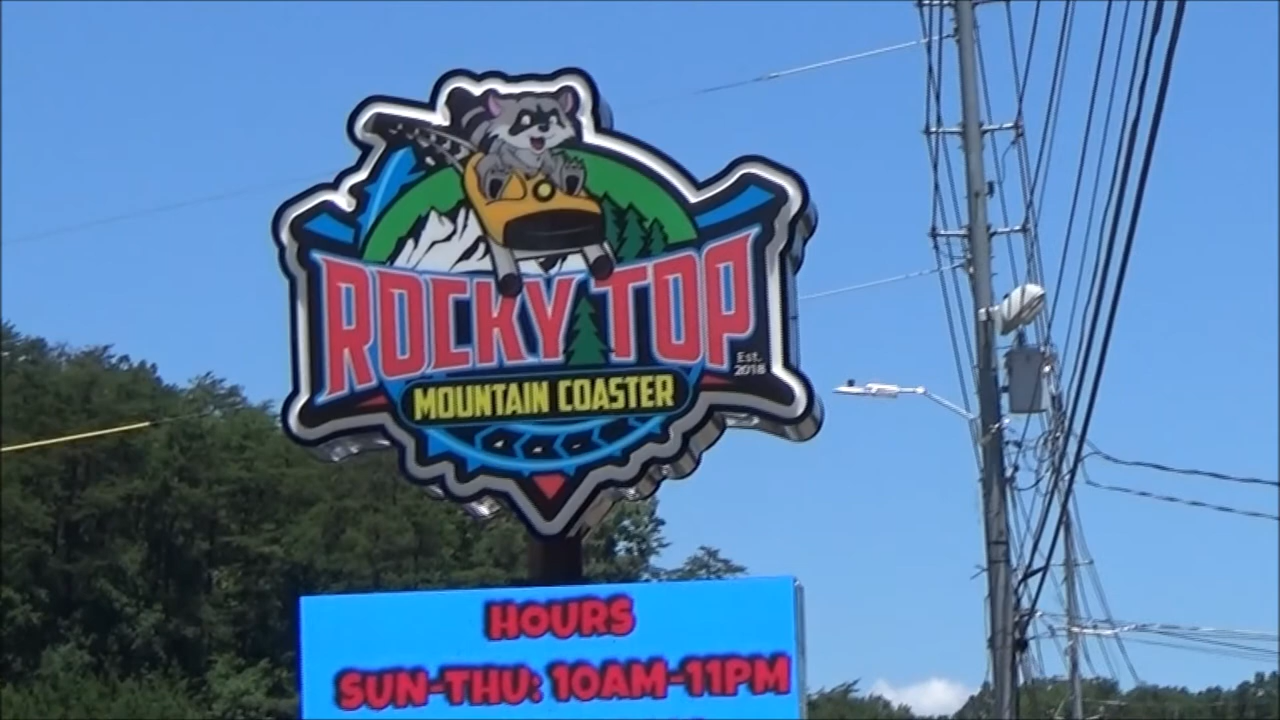 ROCKY TOP
Est.
2018
MOUNTAIN COASTER
HOURS
SUN-THU: 10AM-11PM